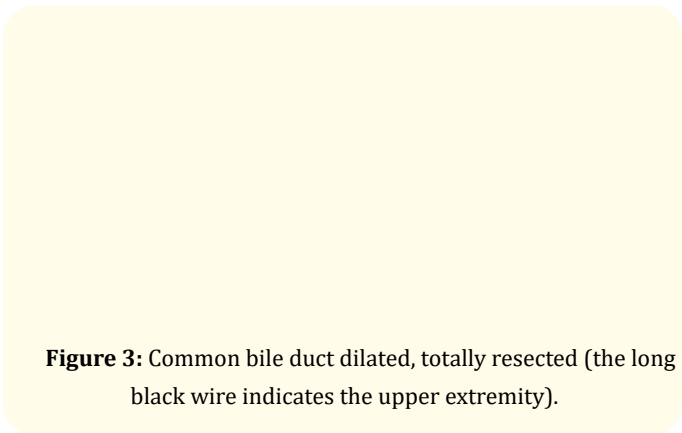 Figure 3: Common bile duct dilated, totally resected (the long
black wire indicates the upper extremity).